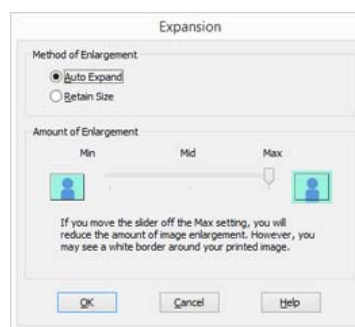 Expansion
Method of Enlargement
Auto Expand
Retain Size
Amount of Enlargement
Min Mid Max
If you move the slider off the Max setting, you will
reduce the amount of image enlargement. However, you
may see a white border around your printed image.
OK Cancel Help